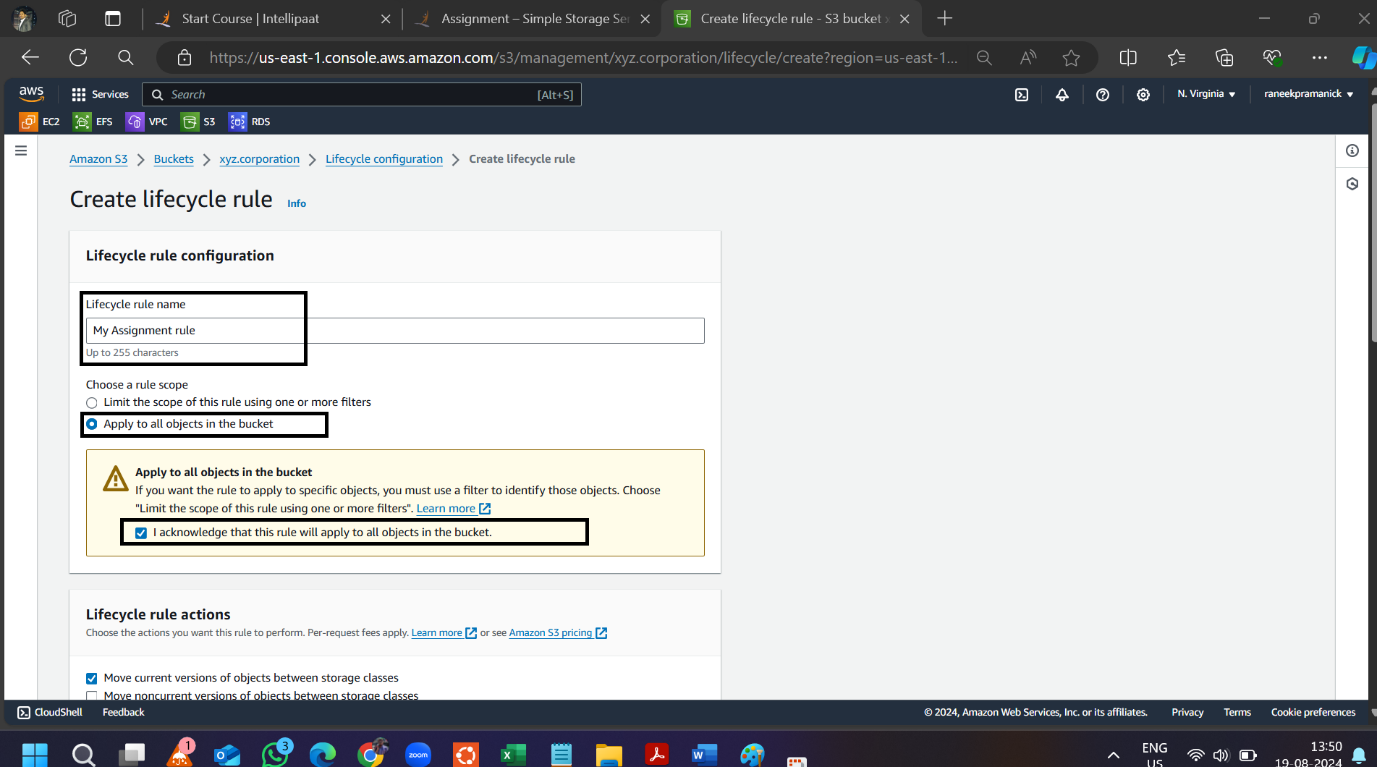 Start Course | Intellipaat
Assignment – Simple Storage Se
Create lifecycle rule - S3 bucket
https://us-east-1.console.aws.amazon.com/s3/management/xyz.corporation/lifecycle/create?region=us-east-1...
aws
Services
Search
[Alt+S]
N. Virginia
raneekpramanick
EC2
EFS
VPC
S3
RDS
Amazon S3 > Buckets > xyz.corporation > Lifecycle configuration > Create lifecycle rule
Create lifecycle rule Info
Lifecycle rule configuration
Lifecycle rule name
My Assignment rule
Up to 255 characters
Choose a rule scope
Limit the scope of this rule using one or more filters
Apply to all objects in the bucket
Apply to all objects in the bucket
If you want the rule to apply to specific objects, you must use a filter to identify those objects. Choose
"Limit the scope of this rule using one or more filters". Learn more
I acknowledge that this rule will apply to all objects in the bucket.
Lifecycle rule actions
Choose the actions you want this rule to perform. Per-request fees apply. Learn more or see Amazon S3 pricing
Move current versions of objects between storage classes
Move noncurrent versions of objects between storage classes
CloudShell
Feedback
© 2024, Amazon Web Services, Inc. or its affiliates.
Privacy
Terms
Cookie preferences
1
3
zoom
ENG
US
13:50
19-08-2024